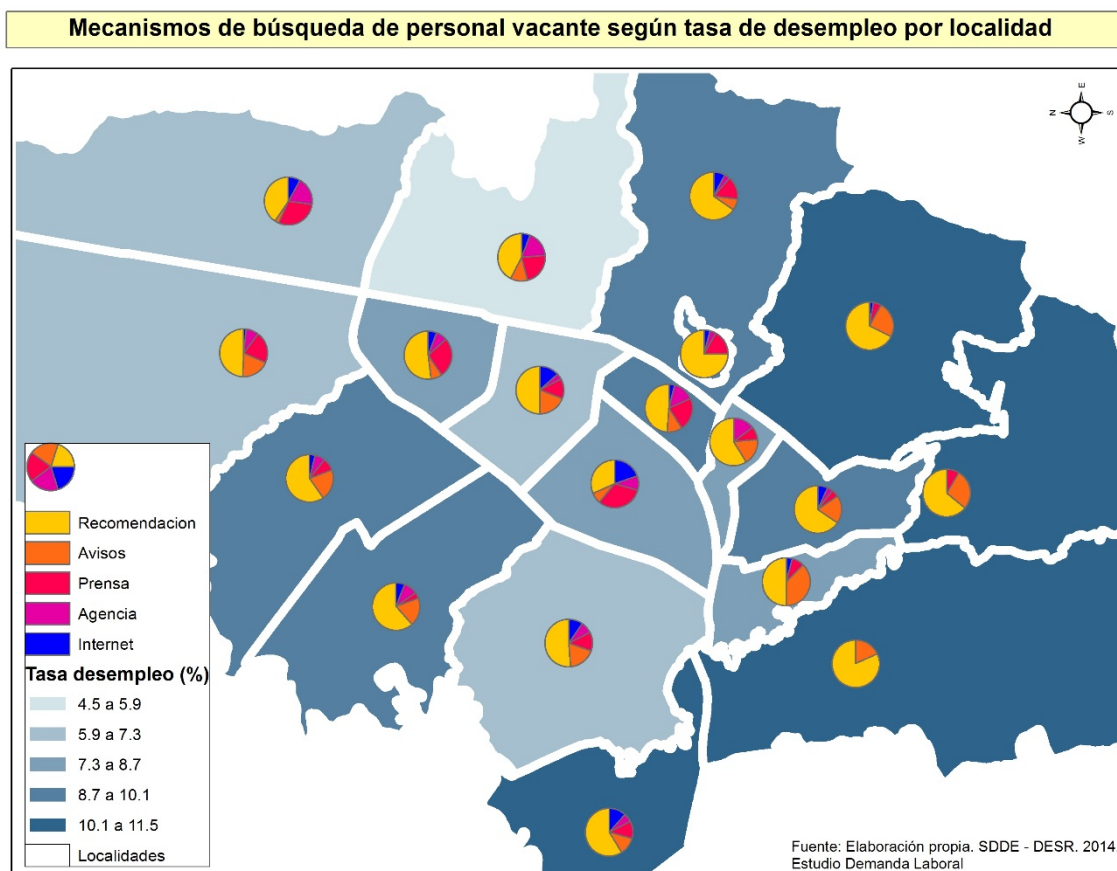 Mecanismos de búsqueda de personal vacante según tasa de desempleo por localidad
N
E
S
W
Recomendacion
Avisos
Prensa
Agencia
Internet
Tasa desempleo (%)
4.5 a 5.9
5.9 a 7.3
7.3 a 8.7
8.7 a 10.1
10.1 a 11.5
Localidades
Fuente: Elaboración propia. SDDE - DESR. 2014.
Estudio Demanda Laboral